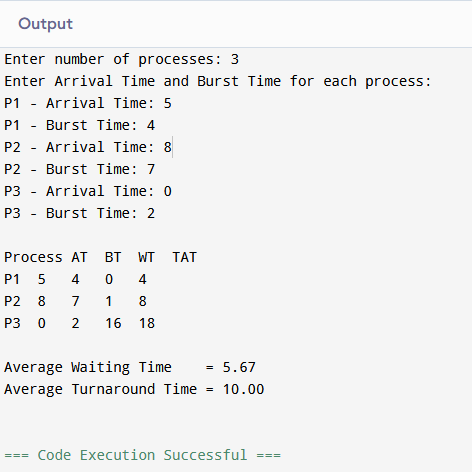 Output
Enter number of processes: 3
Enter Arrival Time and Burst Time for each process:
P1 - Arrival Time: 5
P1 - Burst Time: 4
P2 - Arrival Time: 8
P2 - Burst Time: 7
P3 - Arrival Time: 0
P3 - Burst Time: 2
Process AT  BT  WT  TAT
P1  5   4   0   4
P2  8   7   1   8
P3  0   2   16  18
Average Waiting Time    = 5.67
Average Turnaround Time = 10.00
=== Code Execution Successful ===